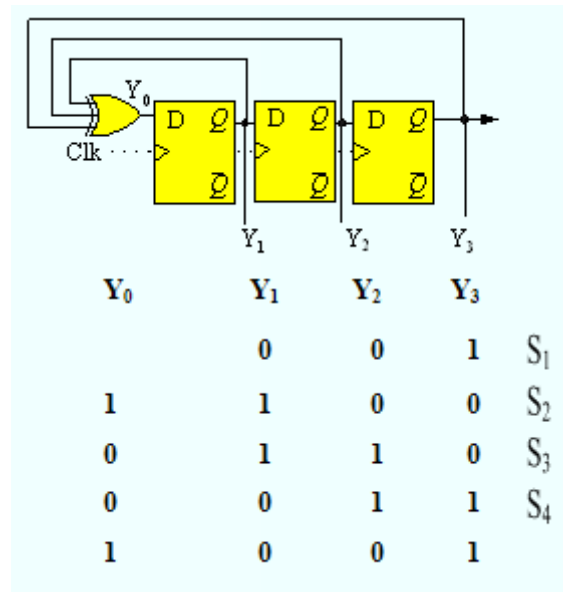 Y₀
D Q D Q D Q
Clk
Q̅ Q̅ Q̅
Y₁ Y₂ Y₃
Y₀ Y₁ Y₂ Y₃
0 0 1 S₁
1 1 0 0 S₂
0 1 1 0 S₃
0 0 1 1 S₄
1 0 0 1